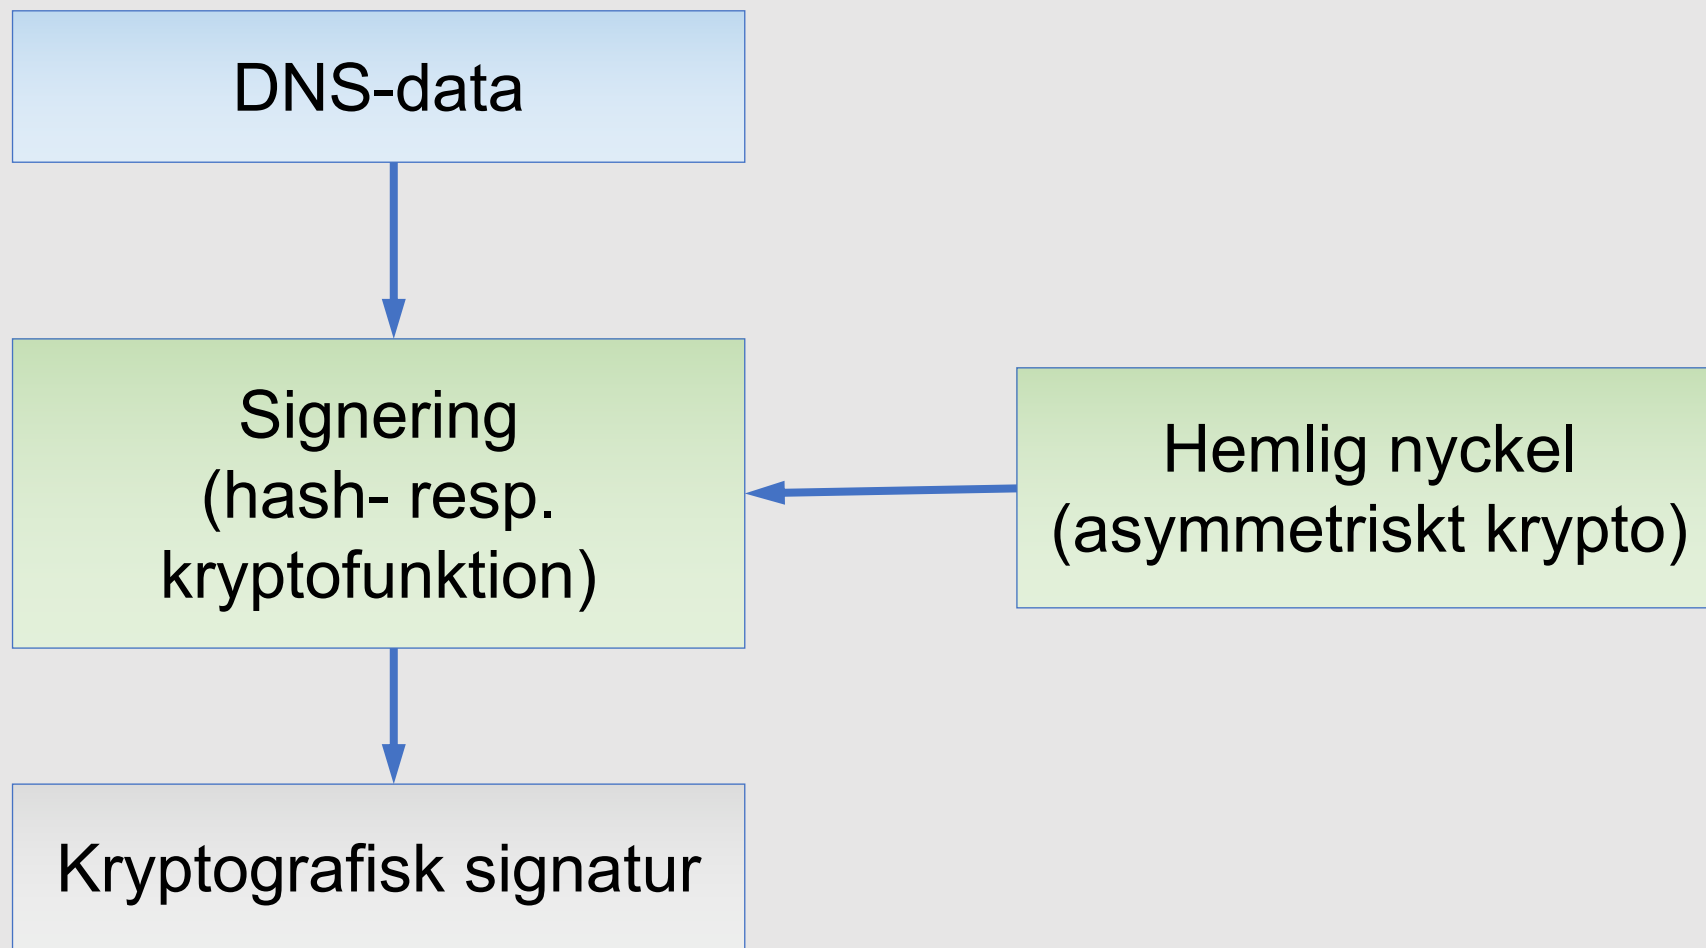 DNS-data
Signering
(hash- resp.
kryptofunktion)
Hemlig nyckel
(asymmetriskt krypto)
Kryptografisk signatur